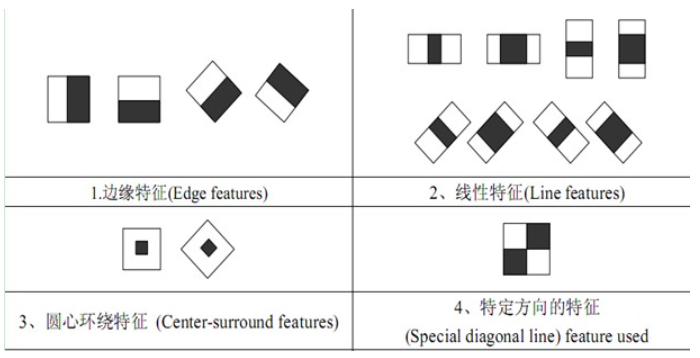 1.边缘特征(Edge features)
2、线性特征(Line features)
3、圆心环绕特征 (Center-surround features)
4、特定方向的特征
(Special diagonal line) feature used